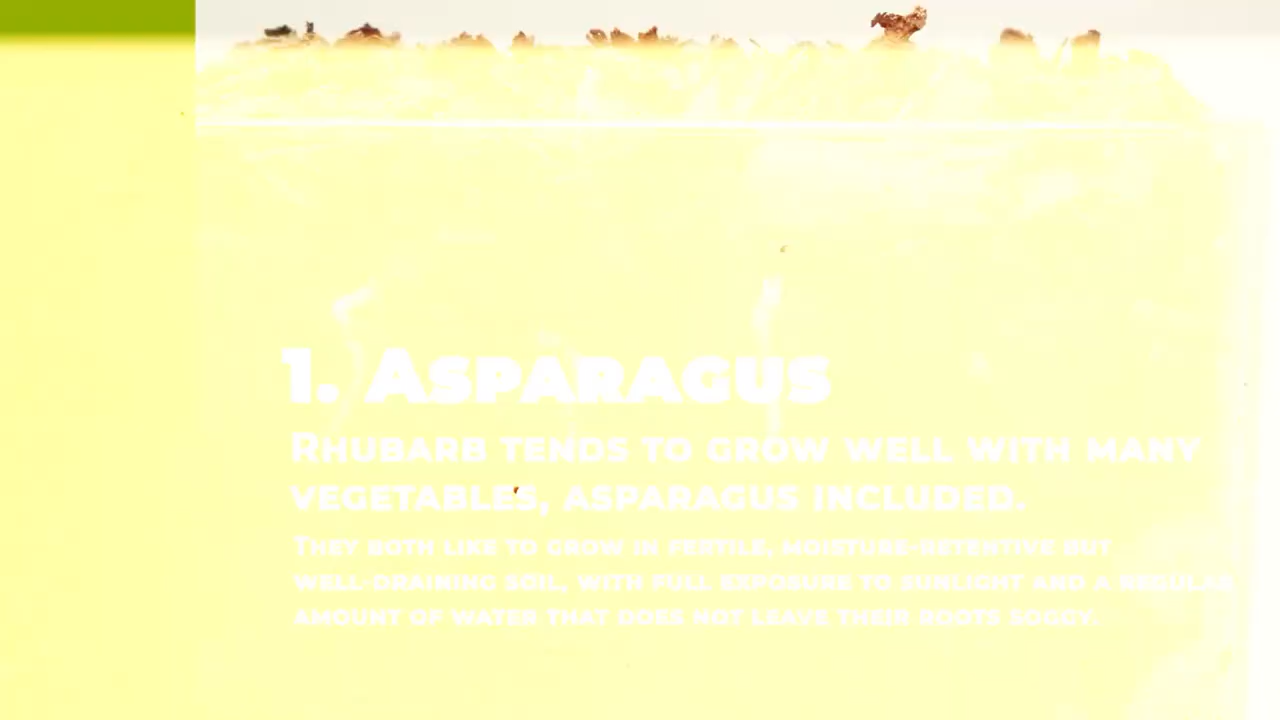 1. Asparagus
Rhubarb tends to grow well with many
vegetables, asparagus included.
They both like to grow in fertile, moisture-retentive but
well-draining soil, with full exposure to sunlight and a regular
amount of water that does not leave their roots soggy.